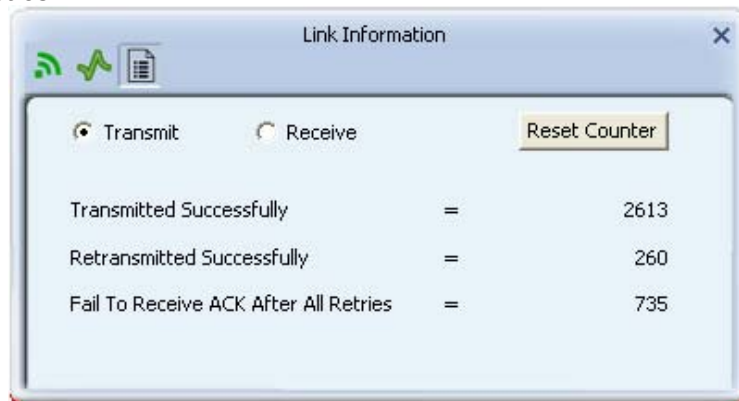 Link Information
Transmit Receive Reset Counter
Transmitted Successfully = 2613
Retransmitted Successfully = 260
Fail To Receive ACK After All Retries = 735